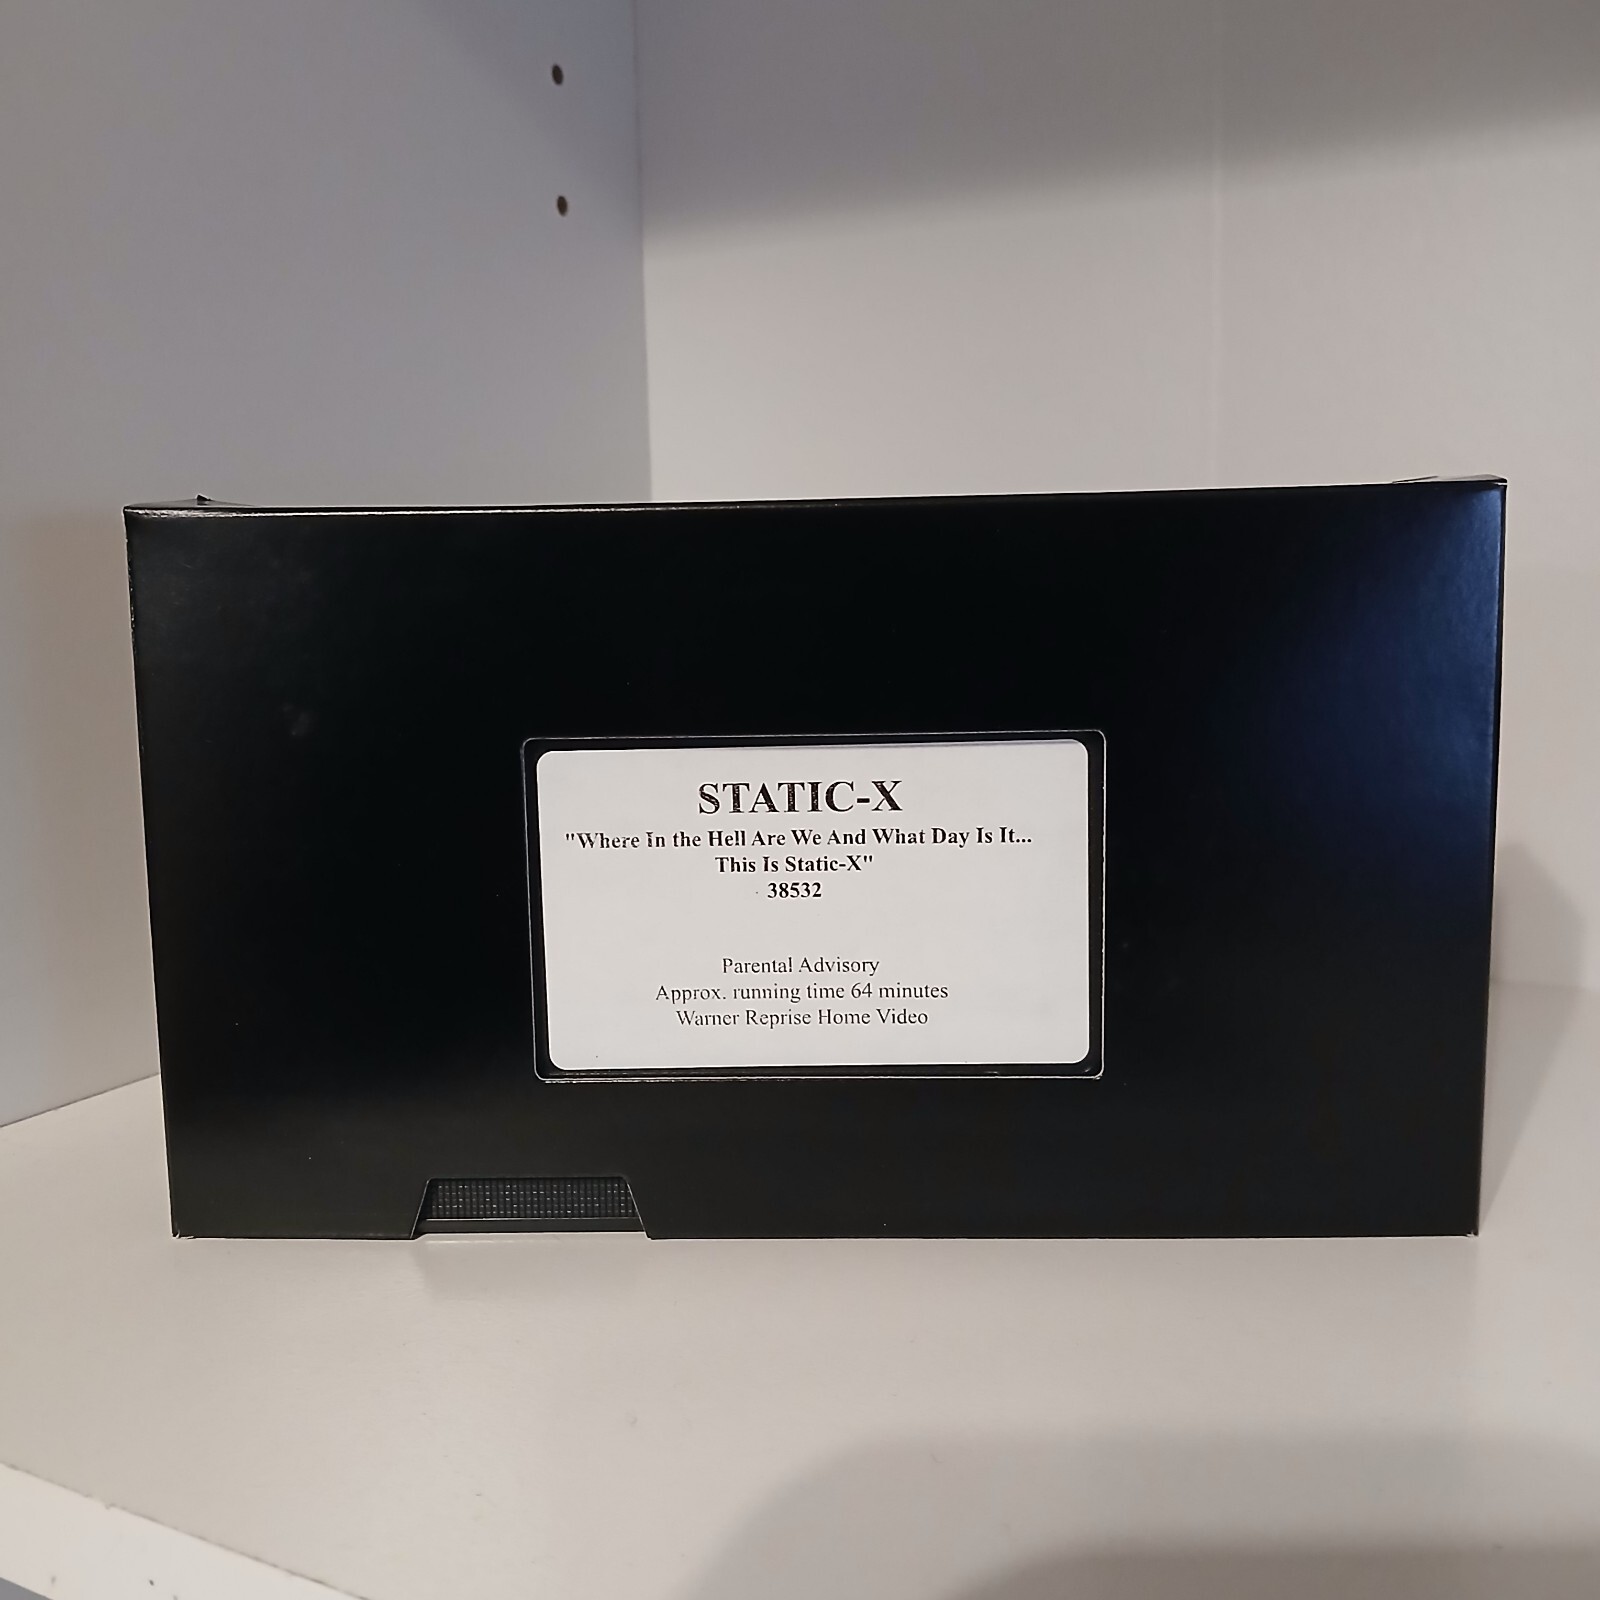 STATIC-X
"Where In the Hell Are We And What Day Is It...
This Is Static-X"
38532
Parental Advisory
Approx. running time 64 minutes
Warner Reprise Home Video